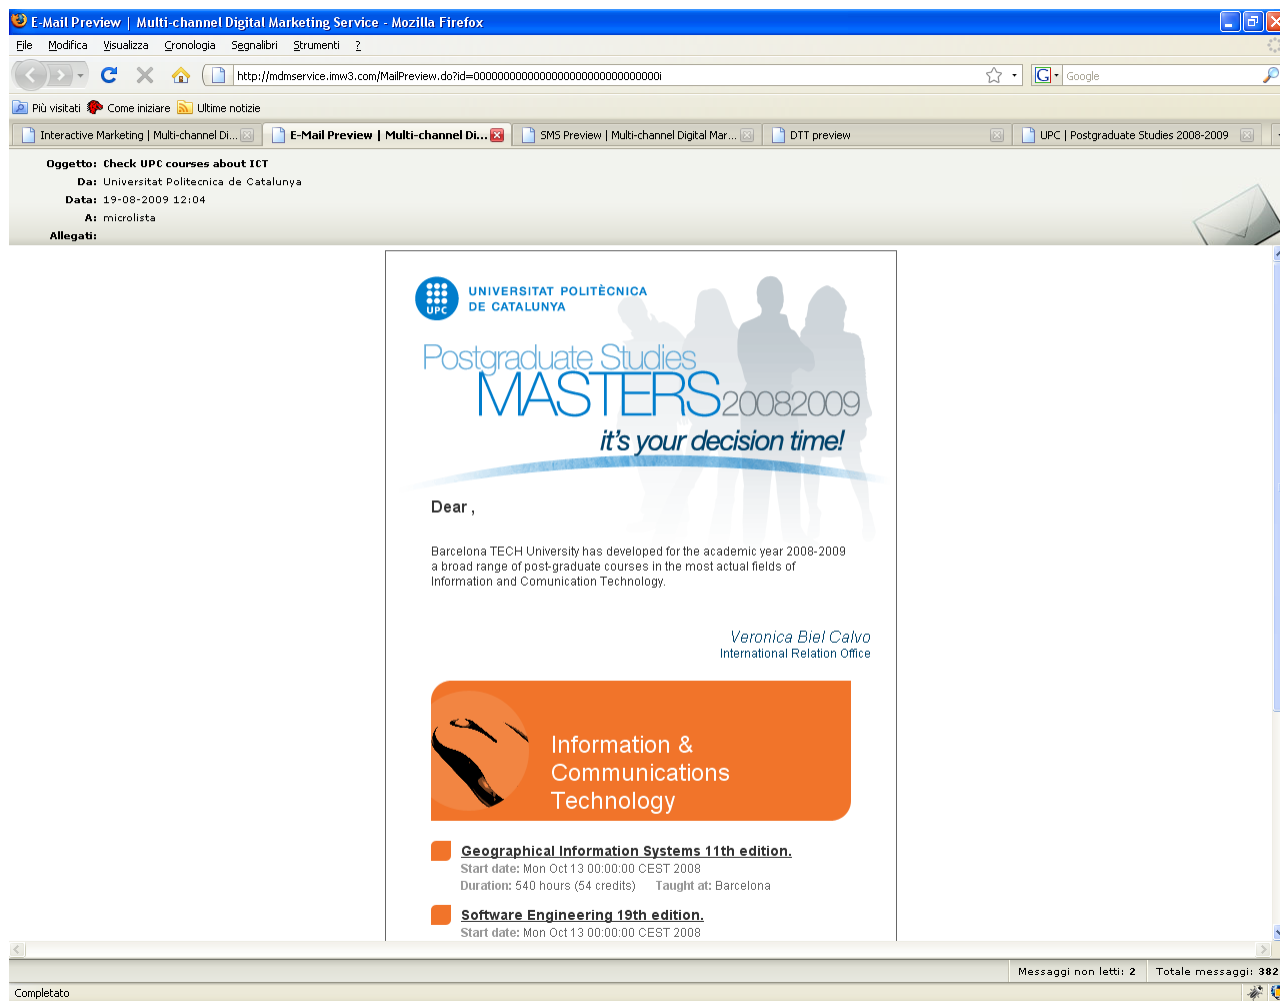 E-Mail Preview | Multi-channel Digital Marketing Service - Mozilla Firefox
File Modifica Visualizza Cronologia Segnalibri Strumenti ?
http://mdmservice.imw3.com/MailPreview.do?id=00000000000000000000000000000000i
Google
Più visitati Come iniziare Ultime notizie
Interactive Marketing | Multi-channel Di... E-Mail Preview | Multi-channel Di... SMS Preview | Multi-channel Digital Mar... DTT preview UPC | Postgraduate Studies 2008-2009
Oggetto: Check UPC courses about ICT
Da: Universitat Politecnica de Catalunya
Data: 19-08-2009 12:04
A: microlista
Allegati:
UNIVERSITAT POLITÈCNICA
DE CATALUNYA
UPC
Postgraduate Studies
MASTERS20082009
it's your decision time!
Dear ,
Barcelona TECH University has developed for the academic year 2008-2009
a broad range of post-graduate courses in the most actual fields of
Information and Comunication Technology.
Veronica Biel Calvo
International Relation Office
Information &
Communications
Technology
Geographical Information Systems 11th edition.
Start date: Mon Oct 13 00:00:00 CEST 2008
Duration: 540 hours (54 credits) Taught at: Barcelona
Software Engineering 19th edition.
Start date: Mon Oct 13 00:00:00 CEST 2008
Messaggi non letti: 2 Totale messaggi: 382
Completato